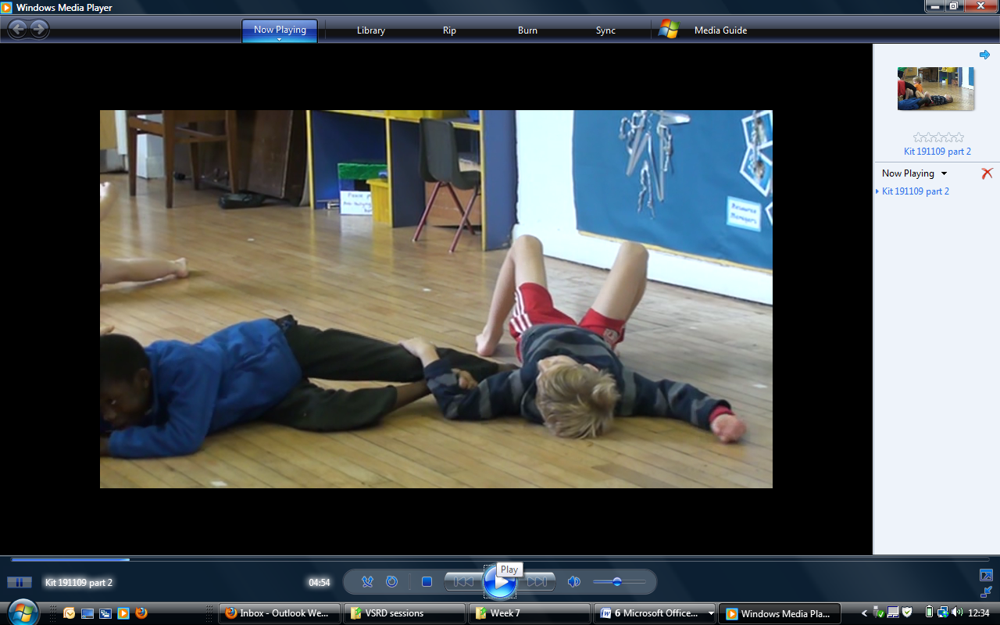 Windows Media Player
Now Playing
Library
Rip
Burn
Sync
Media Guide
Kit 191109 part 2
Now Playing
Kit 191109 part 2
Resource
Managers
Play
Kit 191109 part 2
04:54
Inbox - Outlook We...
VSRD sessions
Week 7
6 Microsoft Office...
Windows Media Pla...
12:34